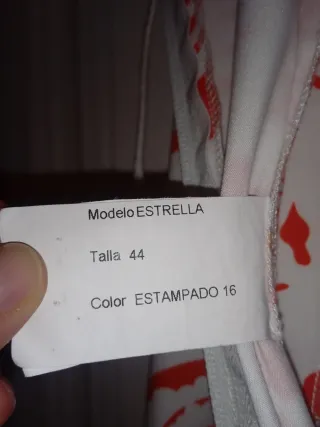 Modelo ESTRELLA
Talla 44
Color ESTAMPADO 16